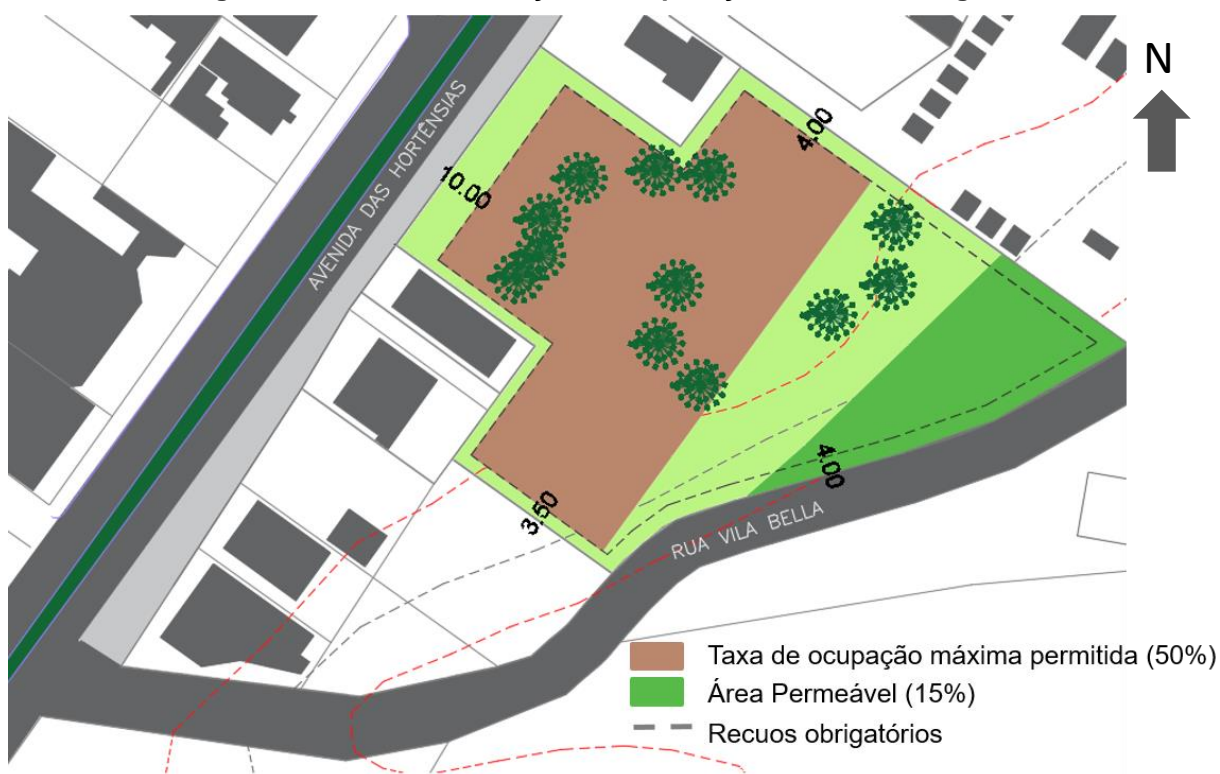 N
AVENIDA DAS HORTÊNSIAS
10.00
4.00
3.50
4.00
RUA VILA BELLA
Taxa de ocupação máxima permitida (50%)
Área Permeável (15%)
Recuos obrigatórios